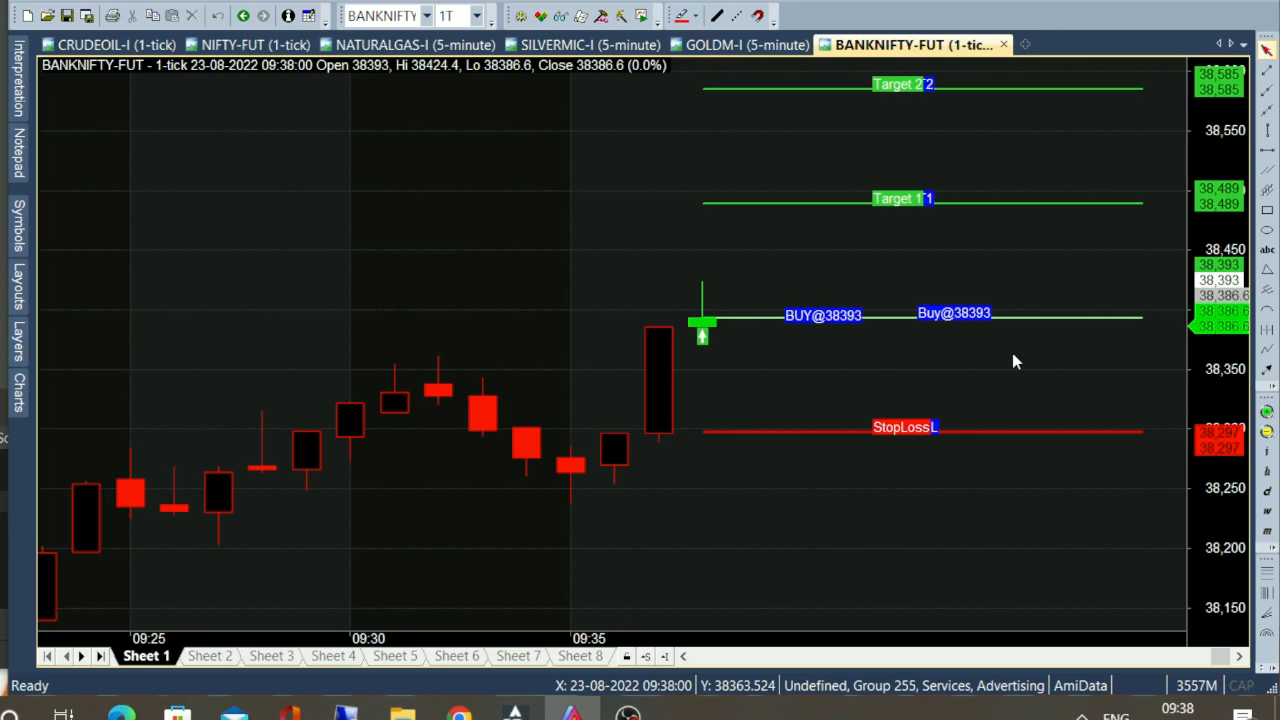 BANKNIFTY 1T
CRUDEOIL-I (1-tick) NIFTY-FUT (1-tick) NATURALGAS-I (5-minute) SILVERMIC-I (5-minute) GOLDM-I (5-minute) BANKNIFTY-FUT (1-tic...
BANKNIFTY-FUT - 1-tick 23-08-2022 09:38:00 Open 38393, Hi 38424.4, Lo 38386.6, Close 38386.6 (0.0%)
Interpretation
Notepad
Symbols
Layouts
Layers
Charts
38,585
Target 2 T2
38,585
38,550
38,489
Target 1 T1
38,489
38,450
38,393
38,393
38,386.6
BUY@38393 Buy@38393
38,386.6
38,386.6
38,350
StopLoss L
38,297
38,297
38,250
38,200
38,150
09:25 09:30 09:35
Sheet 1 Sheet 2 Sheet 3 Sheet 4 Sheet 5 Sheet 6 Sheet 7 Sheet 8
Ready X: 23-08-2022 09:38:00 Y: 38363.524 Undefined, Group 255, Services, Advertising AmiData 3557M CAP
ENG 09:38
abc
i
h
d
w
m